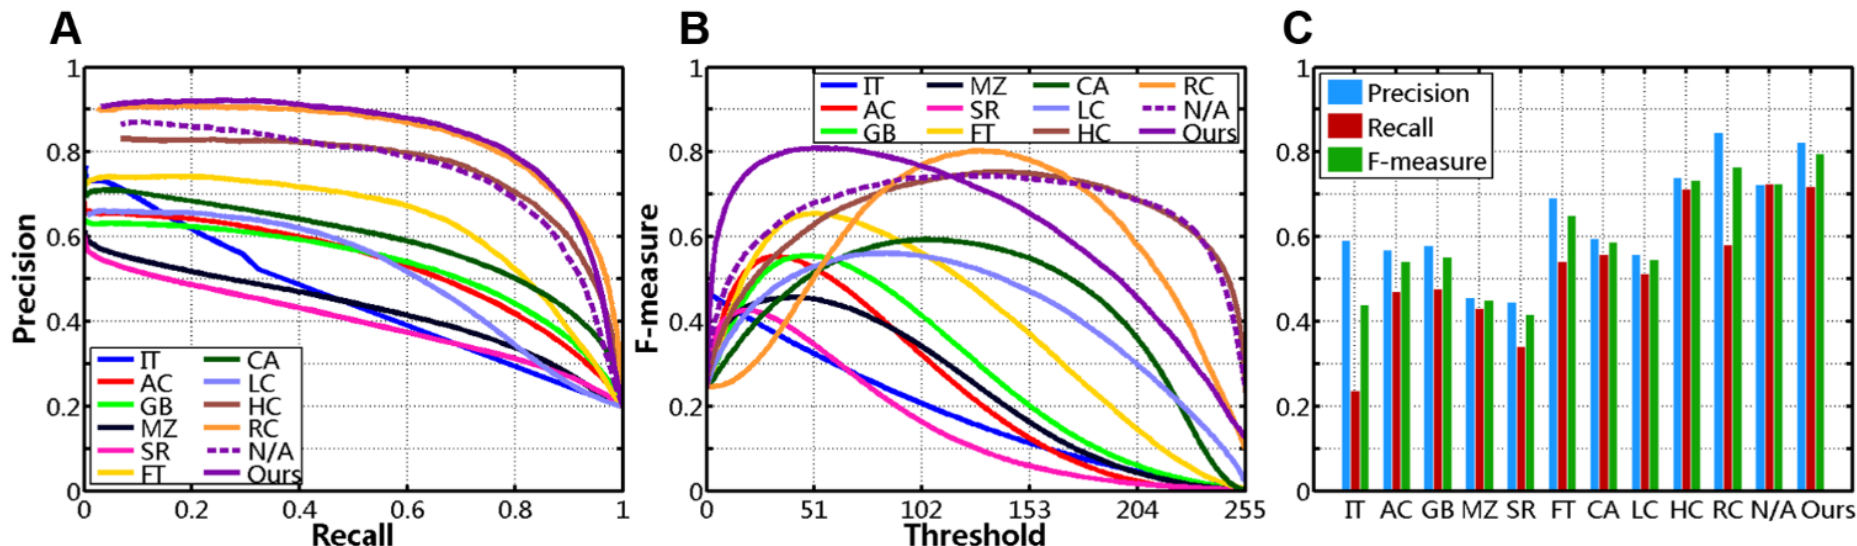 A
1
0.8
0.6
0.4
0.2
0
Precision
IT CA
AC LC
GB HC
MZ RC
SR N/A
FT Ours
0 0.2 0.4 0.6 0.8 1
Recall
B
1
0.8
0.6
0.4
0.2
0
F-measure
IT MZ CA RC
AC SR LC N/A
GB FT HC Ours
0 51 102 153 204 255
Threshold
C
1
0.8
0.6
0.4
0.2
0
Precision
Recall
F-measure
IT AC GB MZ SR FT CA LC HC RC N/A Ours